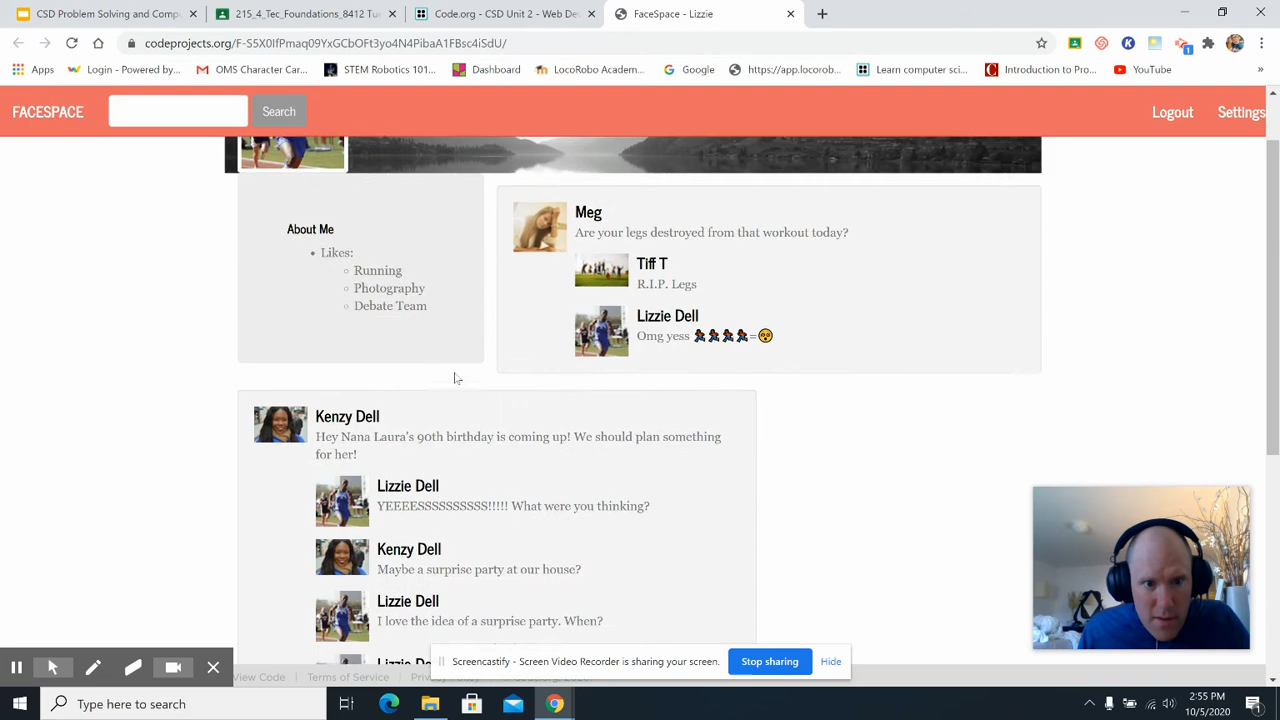 CSD Problem Solving and Comp
215_4_Tec_Foundations_8412 Tu
Code.org - CSD Unit 2 - Web De
FaceSpace - Lizzie
codeprojects.org/F-S5X0IfPmaq09YxGCbOFt3yo4N4PibaA1FBsc4iSdU/
Apps
Login - Powered by...
OMS Character Car...
STEM Robotics 101...
Dashboard
LocoRobo Academ...
Google
https://app.locorob...
Learn computer sci...
Introduction to Pro...
YouTube
»
FACESPACE
Search
Logout
Settings
About Me
Likes:
Running
Photography
Debate Team
Meg
Are your legs destroyed from that workout today?
Tiff T
R.I.P. Legs
Lizzie Dell
Omg yess 🏃🏃🏃🏃=😵
Kenzy Dell
Hey Nana Laura's 90th birthday is coming up! We should plan something
for her!
Lizzie Dell
YEEEESSSSSSSSSS!!!!! What were you thinking?
Kenzy Dell
Maybe a surprise party at our house?
Lizzie Dell
I love the idea of a surprise party. When?
Screencastify - Screen Video Recorder is sharing your screen.
Stop sharing
Hide
View Code
Terms of Service
Type here to search
2:55 PM
10/5/2020